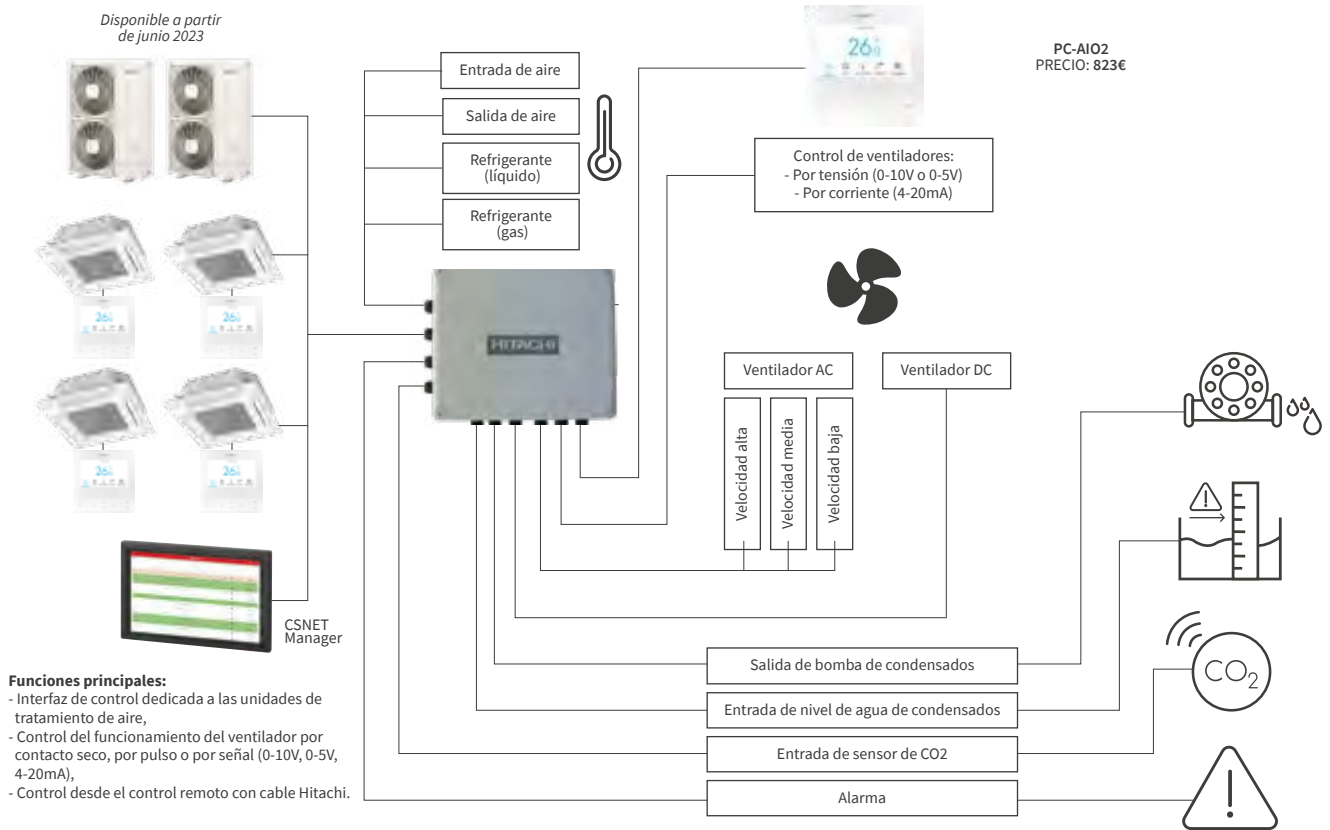 Disponible a partir
de junio 2023
Entrada de aire
Salida de aire
Refrigerante
(líquido)
Refrigerante
(gas)
26
PC-AIO2
PRECIO: 823€
Control de ventiladores:
- Por tensión (0-10V o 0-5V)
- Por corriente (4-20mA)
HITACHI
26
26
26
26
Ventilador AC
Ventilador DC
Velocidad alta
Velocidad media
Velocidad baja
CSNET
Manager
Funciones principales:
- Interfaz de control dedicada a las unidades de
tratamiento de aire,
- Control del funcionamiento del ventilador por
contacto seco, por pulso o por señal (0-10V, 0-5V,
4-20mA),
- Control desde el control remoto con cable Hitachi.
Salida de bomba de condensados
Entrada de nivel de agua de condensados
Entrada de sensor de CO2
Alarma
CO2